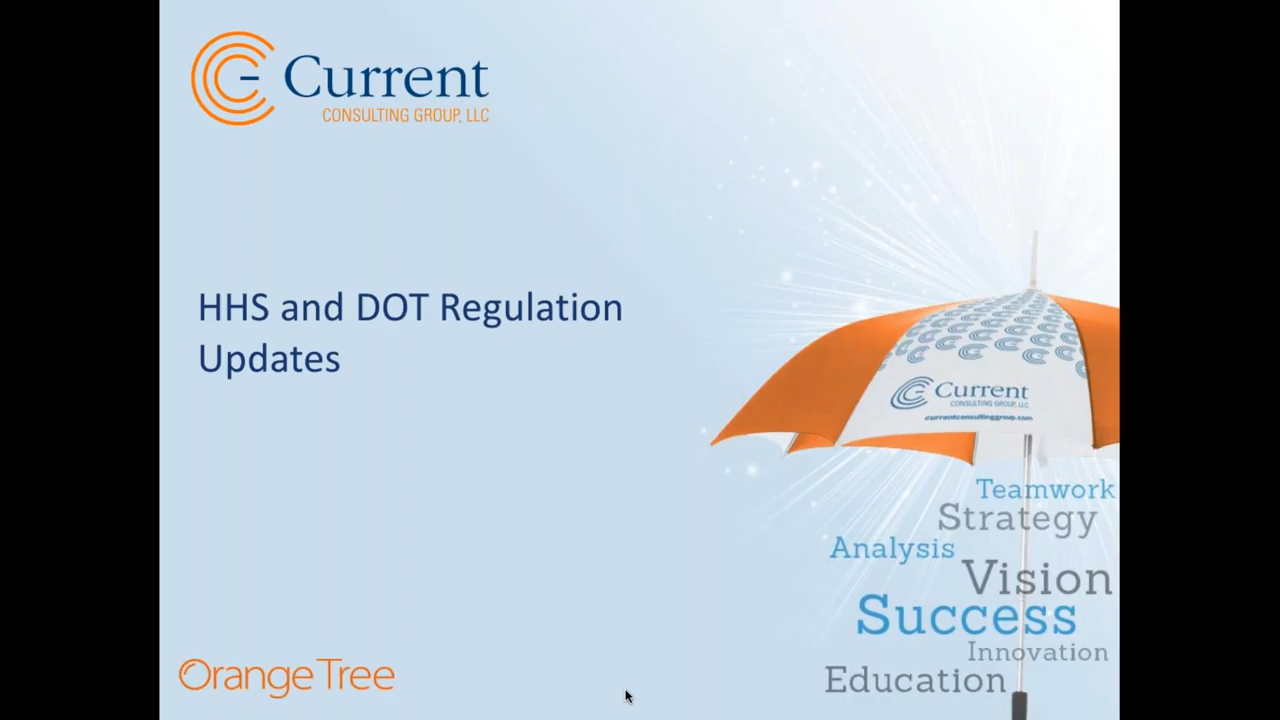 Current
CONSULTING GROUP, LLC
HHS and DOT Regulation
Updates
Current
CONSULTING GROUP, LLC
currentconsultinggroup.com
Teamwork
Strategy
Analysis
Vision
Success
Innovation
Education
OrangeTree